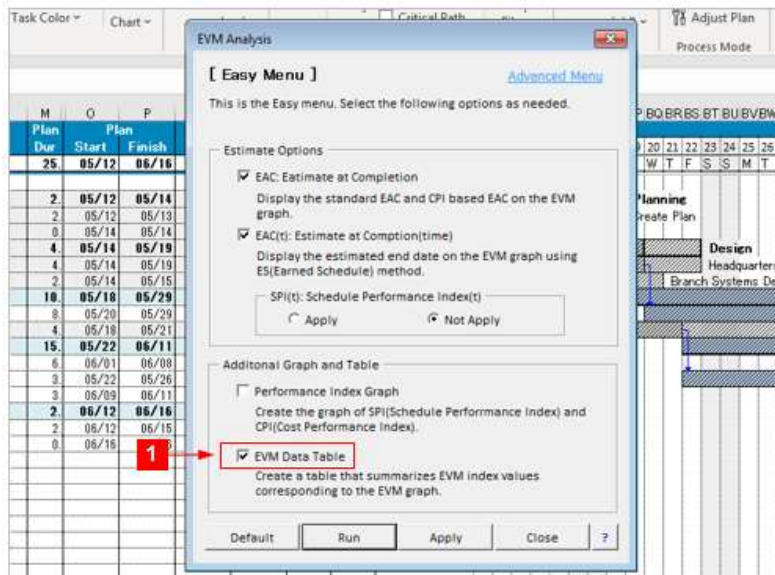 Task Color
Chart
Critical Path
Adjust Plan
Process Mode
EVM Analysis
[ Easy Menu ]
Advanced Menu
This is the Easy menu. Select the following options as needed.
Estimate Options
EAC: Eatimate at Completion
Display the standard EAC and CPI based EAC on the EVM
graph.
EAC(t): Estimate at Comption(time)
Display the estimated end date on the EVM graph using
ES(Earned Schedule) method.
SPI(t): Schedule Performance Index(t)
Apply
Not Apply
Additonal Graph and Table
Performance Index Graph
Create the graph of SPI(Schedule Perforrmance Index) and
CPI(Cost Performance Index).
1
EVM Data Table
Create a table that summarizes EVM index values
corresponding to the EVM graph.
Default Run Apply Close ?
M O P
Plan Plan
Dur Start Finish
25. 05/12 06/16
2. 05/12 05/14
2. 05/12 05/13
0. 05/14 05/14
4. 05/14 05/19
4. 05/14 05/19
2. 05/14 05/15
10. 05/18 05/29
8. 05/20 05/29
4. 05/18 05/21
15. 05/22 06/11
6. 06/01 06/08
3. 05/22 05/26
3. 06/09 06/11
2. 06/12 06/16
2. 06/12 06/15
0. 06/16
BQ BR BS BT BU BV BW
20 21 22 23 24 25 26
W T F S S M T
Planning
Create Plan
Design
Headquarters
Branch Systems De